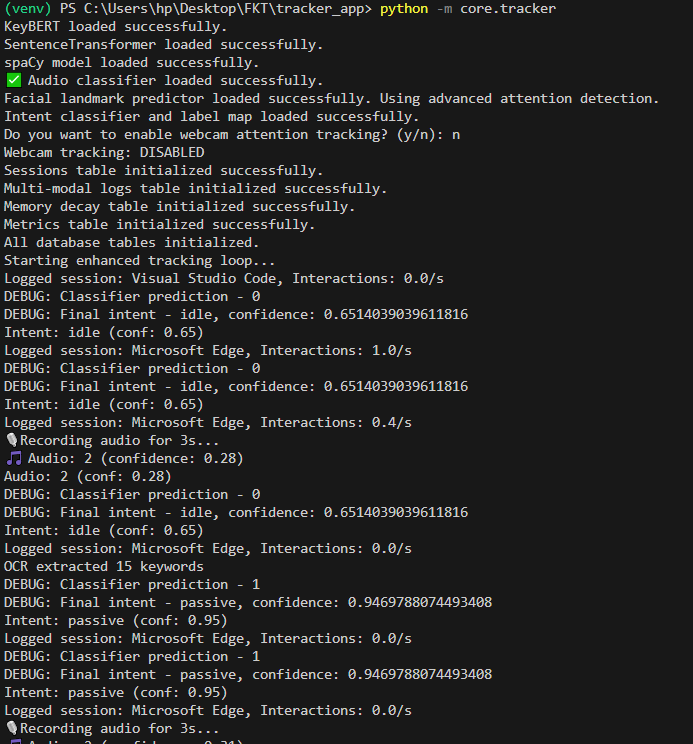 (venv) PS C:\Users\hp\Desktop\FKT\tracker_app> python -m core.tracker
KeyBERT loaded successfully.
SentenceTransformer loaded successfully.
spaCy model loaded successfully.
✅ Audio classifier loaded successfully.
Facial landmark predictor loaded successfully. Using advanced attention detection.
Intent classifier and label map loaded successfully.
Do you want to enable webcam attention tracking? (y/n): n
Webcam tracking: DISABLED
Sessions table initialized successfully.
Multi-modal logs table initialized successfully.
Memory decay table initialized successfully.
Metrics table initialized successfully.
All database tables initialized.
Starting enhanced tracking loop...
Logged session: Visual Studio Code, Interactions: 0.0/s
DEBUG: Classifier prediction - 0
DEBUG: Final intent - idle, confidence: 0.6514039039611816
Intent: idle (conf: 0.65)
Logged session: Microsoft Edge, Interactions: 1.0/s
DEBUG: Classifier prediction - 0
DEBUG: Final intent - idle, confidence: 0.6514039039611816
Intent: idle (conf: 0.65)
Logged session: Microsoft Edge, Interactions: 0.4/s
🎙Recording audio for 3s...
🎵 Audio: 2 (confidence: 0.28)
Audio: 2 (conf: 0.28)
DEBUG: Classifier prediction - 0
DEBUG: Final intent - idle, confidence: 0.6514039039611816
Intent: idle (conf: 0.65)
Logged session: Microsoft Edge, Interactions: 0.0/s
OCR extracted 15 keywords
DEBUG: Classifier prediction - 1
DEBUG: Final intent - passive, confidence: 0.9469788074493408
Intent: passive (conf: 0.95)
Logged session: Microsoft Edge, Interactions: 0.0/s
DEBUG: Classifier prediction - 1
DEBUG: Final intent - passive, confidence: 0.9469788074493408
Intent: passive (conf: 0.95)
Logged session: Microsoft Edge, Interactions: 0.0/s
🎙Recording audio for 3s...